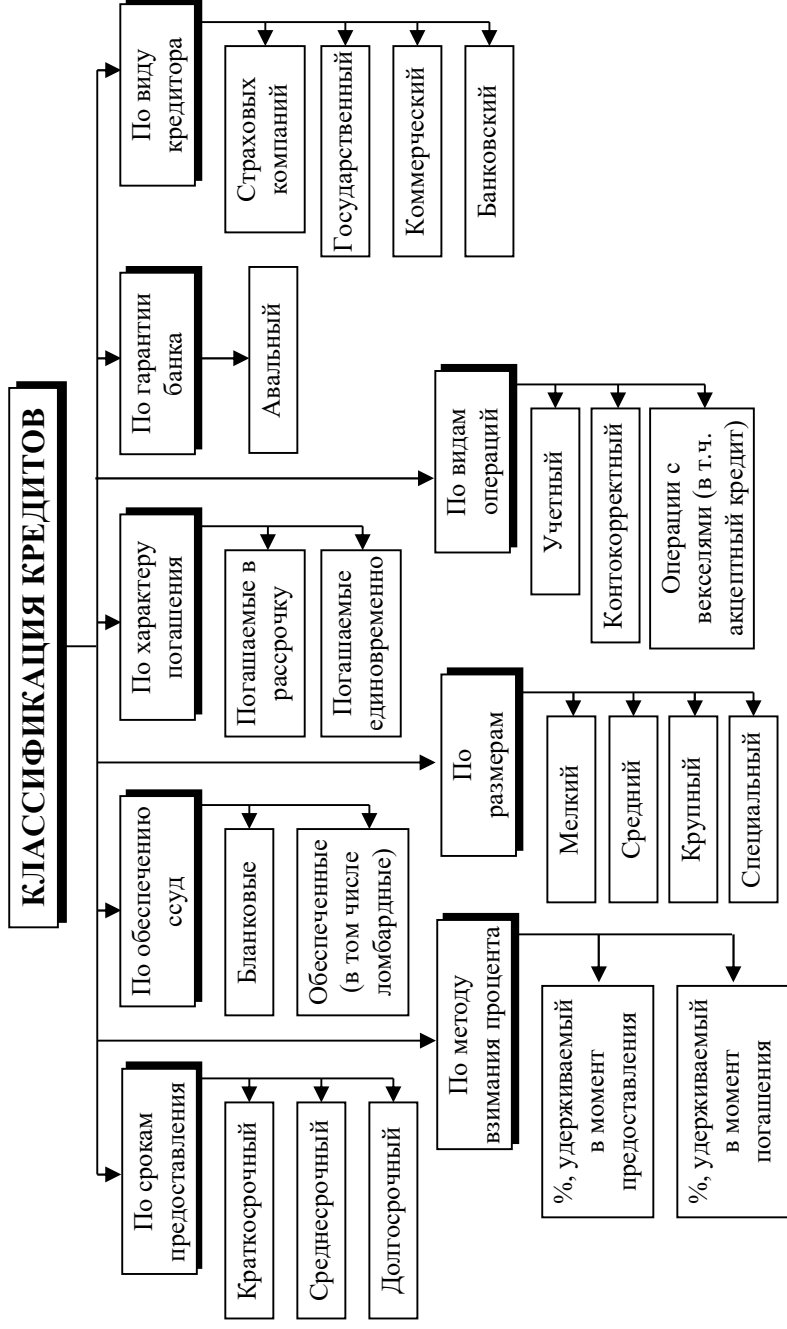 КЛАССИФИКАЦИЯ КРЕДИТОВ
По срокам
предоставления
Краткосрочный
Среднесрочный
Долгосрочный
По обеспечению
ссуд
Бланковые
Обеспеченные
(в том числе
ломбардные)
По характеру
погашения
Погашаемые в
рассрочку
Погашаемые
единовременно
По гарантии
банка
Авальный
По виду
кредитора
Страховых
компаний
Государственный
Коммерческий
Банковский
По методу
взимания процента
%, удерживаемый
в момент
предоставления
%, удерживаемый
в момент
погашения
По
размерам
Мелкий
Средний
Крупный
Специальный
По видам
операций
Учетный
Контокорректный
Операции с
векселями (в т.ч.
акцептный кредит)